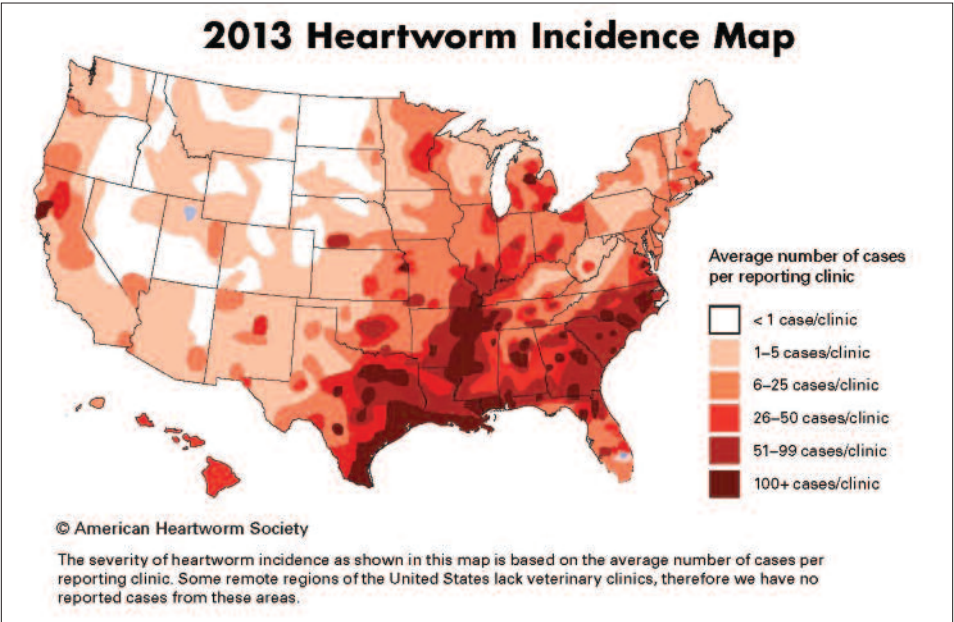 2013 Heartworm Incidence Map
Average number of cases
per reporting clinic
< 1 case/clinic
1–5 cases/clinic
6–25 cases/clinic
26–50 cases/clinic
51–99 cases/clinic
100+ cases/clinic
© American Heartworm Society
The severity of heartworm incidence as shown in this map is based on the average number of cases per
reporting clinic. Some remote regions of the United States lack veterinary clinics, therefore we have no
reported cases from these areas.